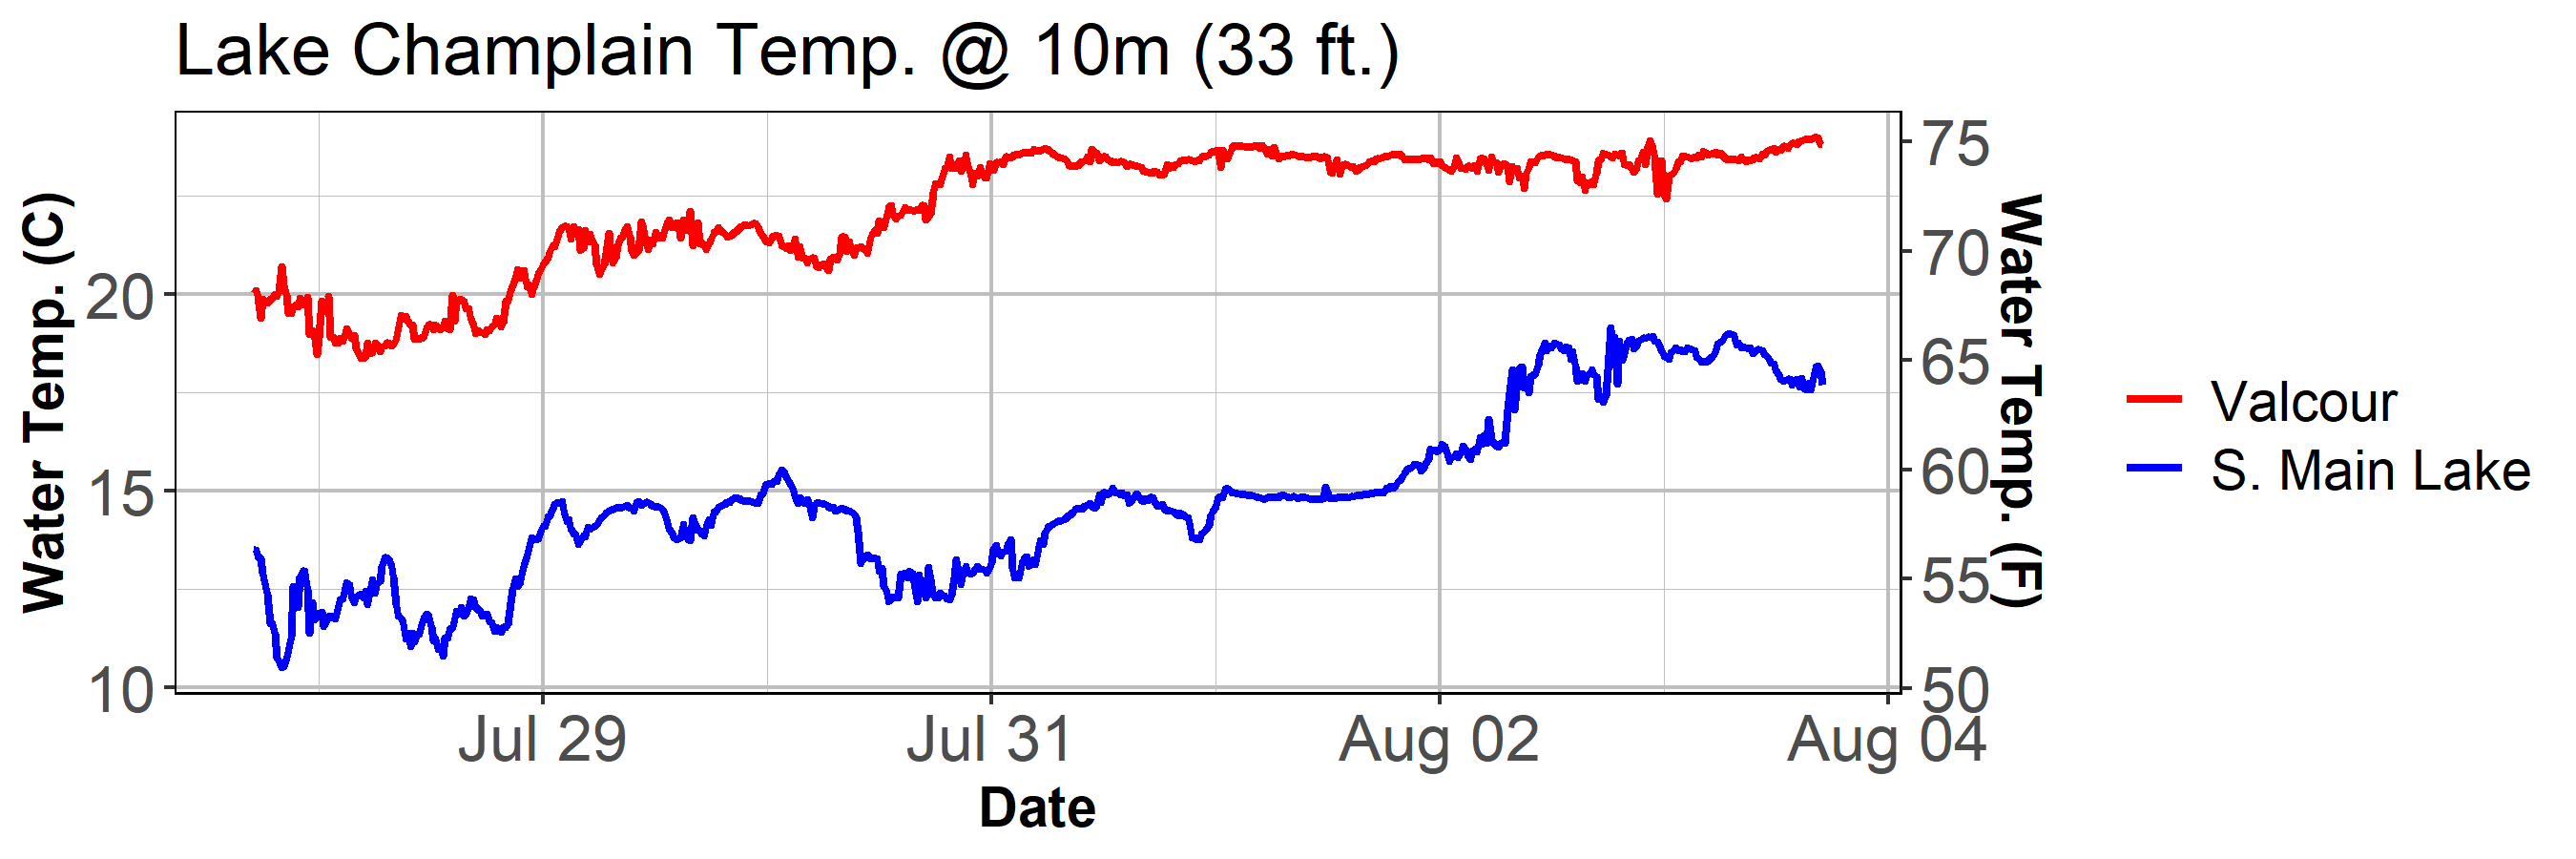 Lake Champlain Temp. @ 10m (33 ft.)
Water Temp. (C)
20
15
10
75
70
65
60
55
50
Water Temp. (F)
Jul 29
Jul 31
Aug 02
Aug 04
Date
Valcour
S. Main Lake